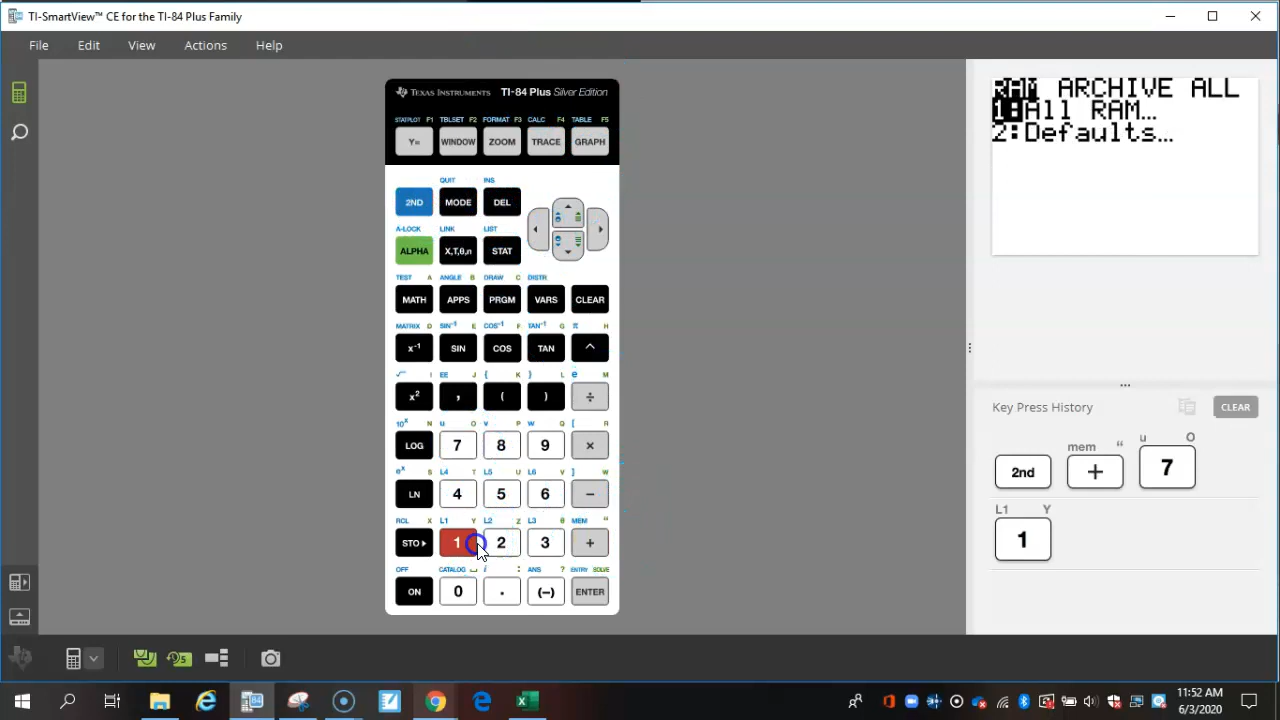 TI-SmartView™ CE for the TI-84 Plus Family
File Edit View Actions Help
TEXAS INSTRUMENTS TI-84 Plus Silver Edition
STATPLOT F1 TBLSET F2 FORMAT F3 CALC F4 TABLE F5
Y= WINDOW ZOOM TRACE GRAPH
QUIT INS
2ND MODE DEL
A-LOCK LINK LIST
ALPHA X,T,θ,n STAT
TEST A ANGLE B DRAW C DISTR
MATH APPS PRGM VARS CLEAR
MATRIX D SIN⁻¹ E COS⁻¹ F TAN⁻¹ G π H
x⁻¹ SIN COS TAN ^
√ I EE J { K } L e M
x² , ( ) ÷
10ˣ N u O v P w Q [ R
LOG 7 8 9 ×
eˣ S L4 T L5 U L6 V ] W
LN 4 5 6 −
RCL X L1 Y L2 Z L3 θ MEM "
STO▸ 1 2 3 +
OFF CATALOG ⎵ i : ANS ? ENTRY SOLVE
ON 0 . (−) ENTER
RAM ARCHIVE ALL
1:All RAM…
2:Defaults…
Key Press History CLEAR
mem " u O
2nd + 7
L1 Y
1
11:52 AM
6/3/2020